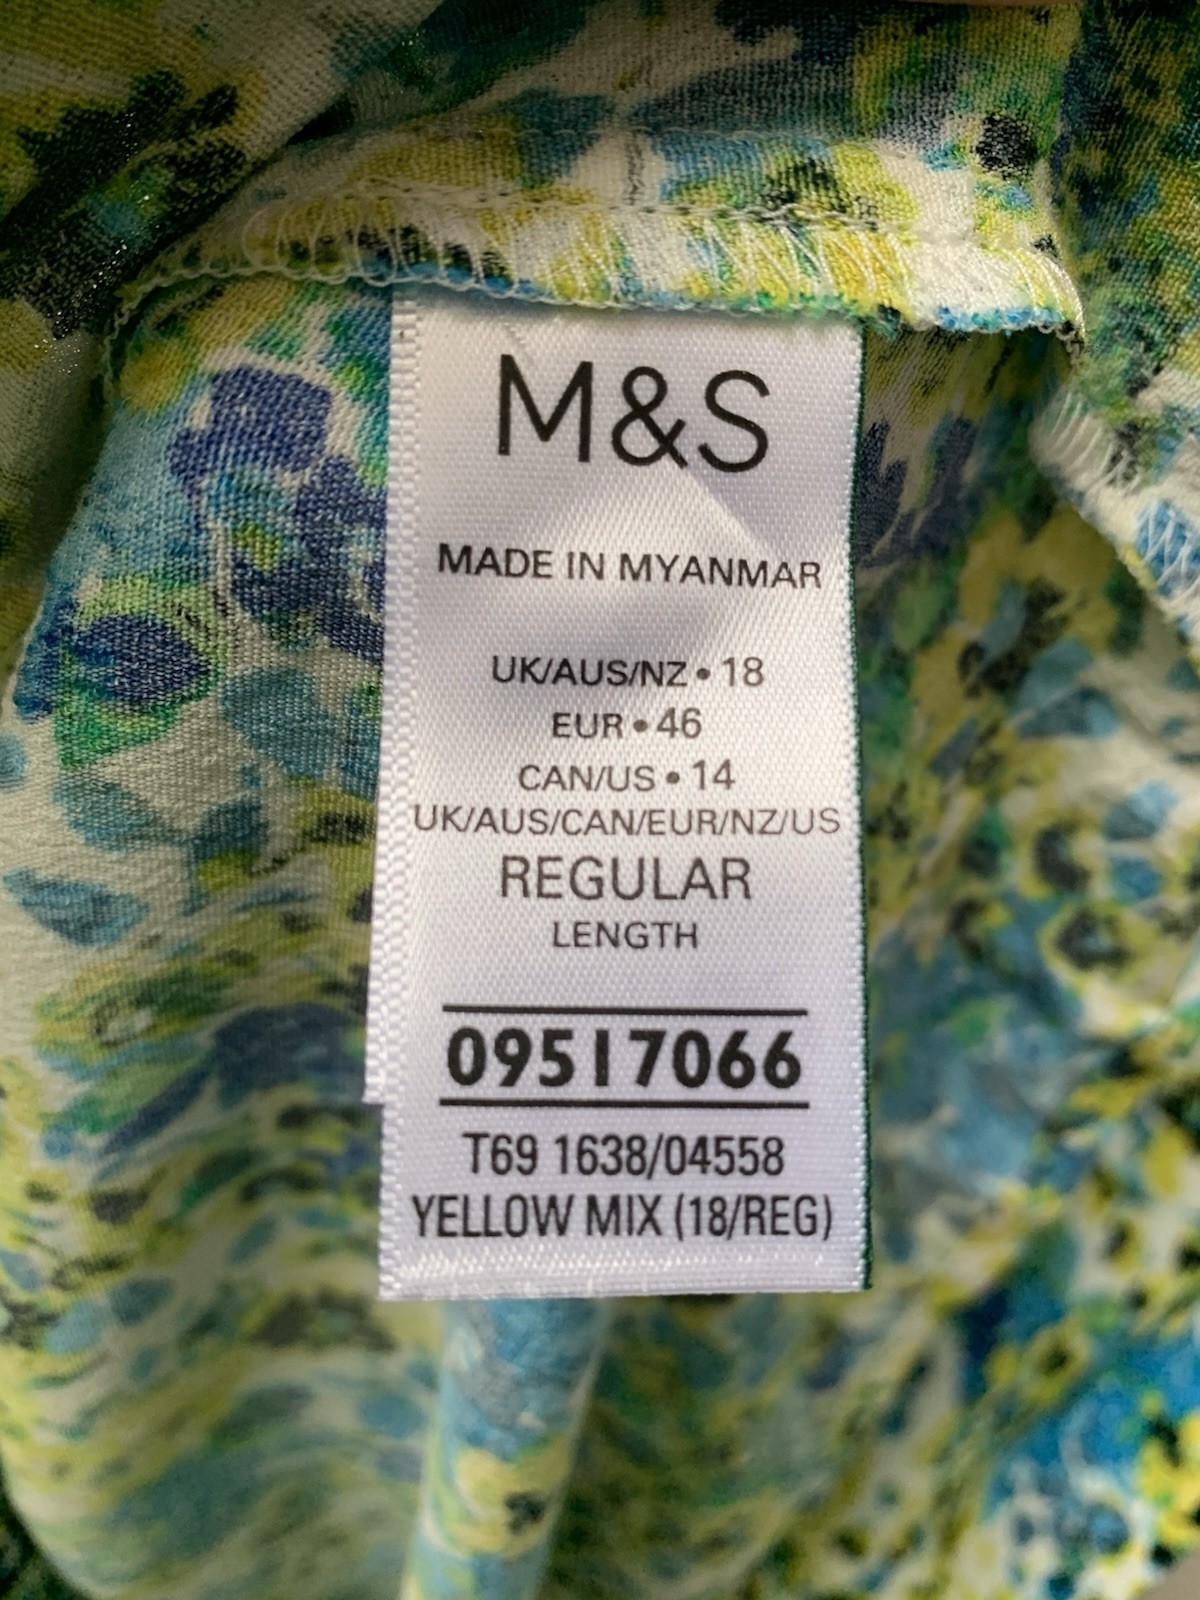 M&S
MADE IN MYANMAR
UK/AUS/NZ • 18
EUR • 46
CAN/US • 14
UK/AUS/CAN/EUR/NZ/US
REGULAR
LENGTH
09517066
T69 1638/04558
YELLOW MIX (18/REG)